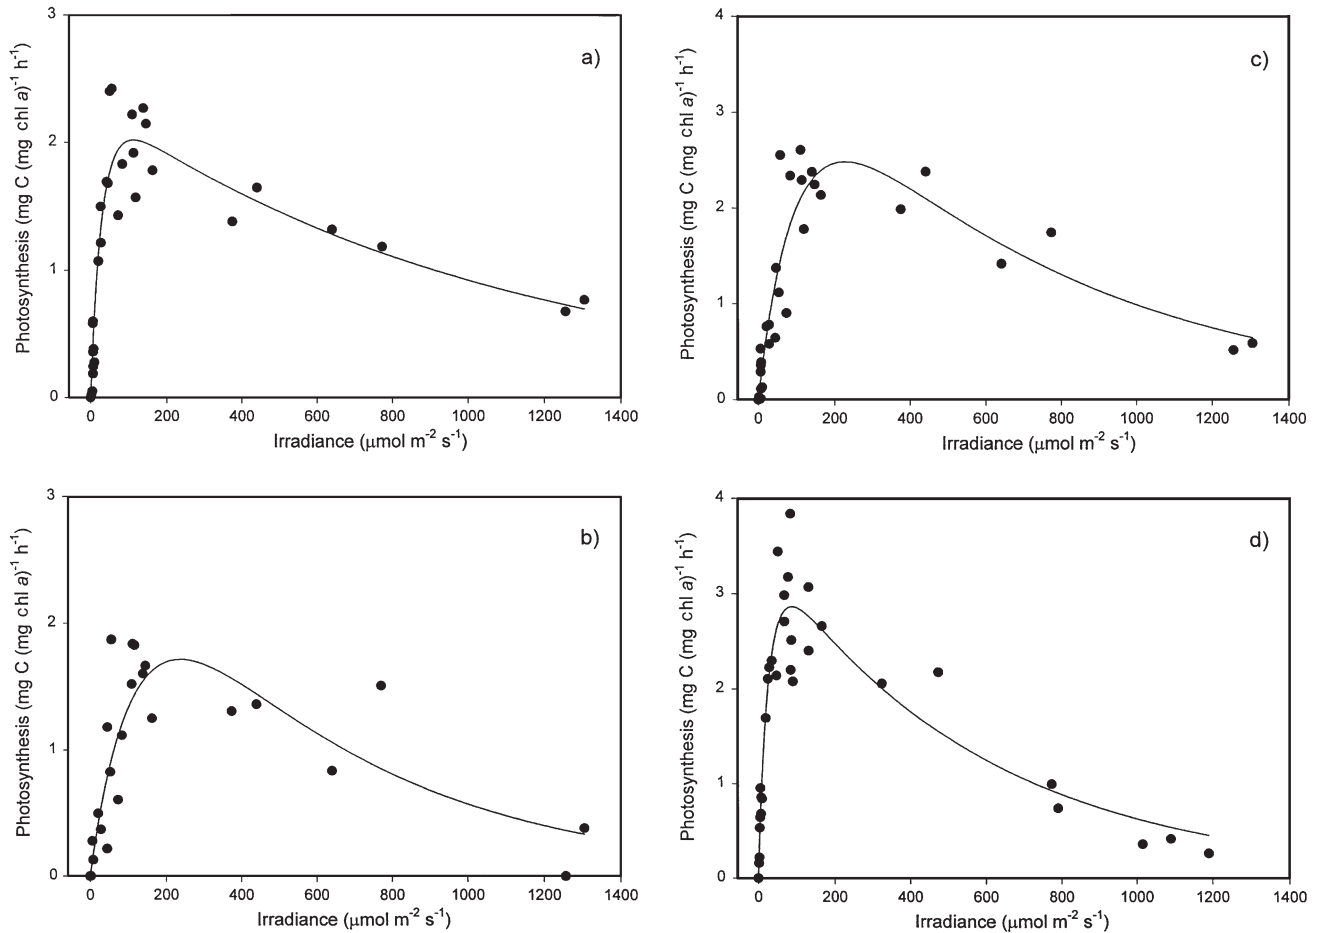 a)
Photosynthesis (mg C (mg chl a)⁻¹ h⁻¹)
3
2
1
0
0 200 400 600 800 1000 1200 1400
Irradiance (μmol m⁻² s⁻¹)
c)
Photosynthesis (mg C (mg chl a)⁻¹ h⁻¹)
4
3
2
1
0
0 200 400 600 800 1000 1200 1400
Irradiance (μmol m⁻² s⁻¹)
b)
Photosynthesis (mg C (mg chl a)⁻¹ h⁻¹)
3
2
1
0
0 200 400 600 800 1000 1200 1400
Irradiance (μmol m⁻² s⁻¹)
d)
Photosynthesis (mg C (mg chl a)⁻¹ h⁻¹)
4
3
2
1
0
0 200 400 600 800 1000 1200 1400
Irradiance (μmol m⁻² s⁻¹)